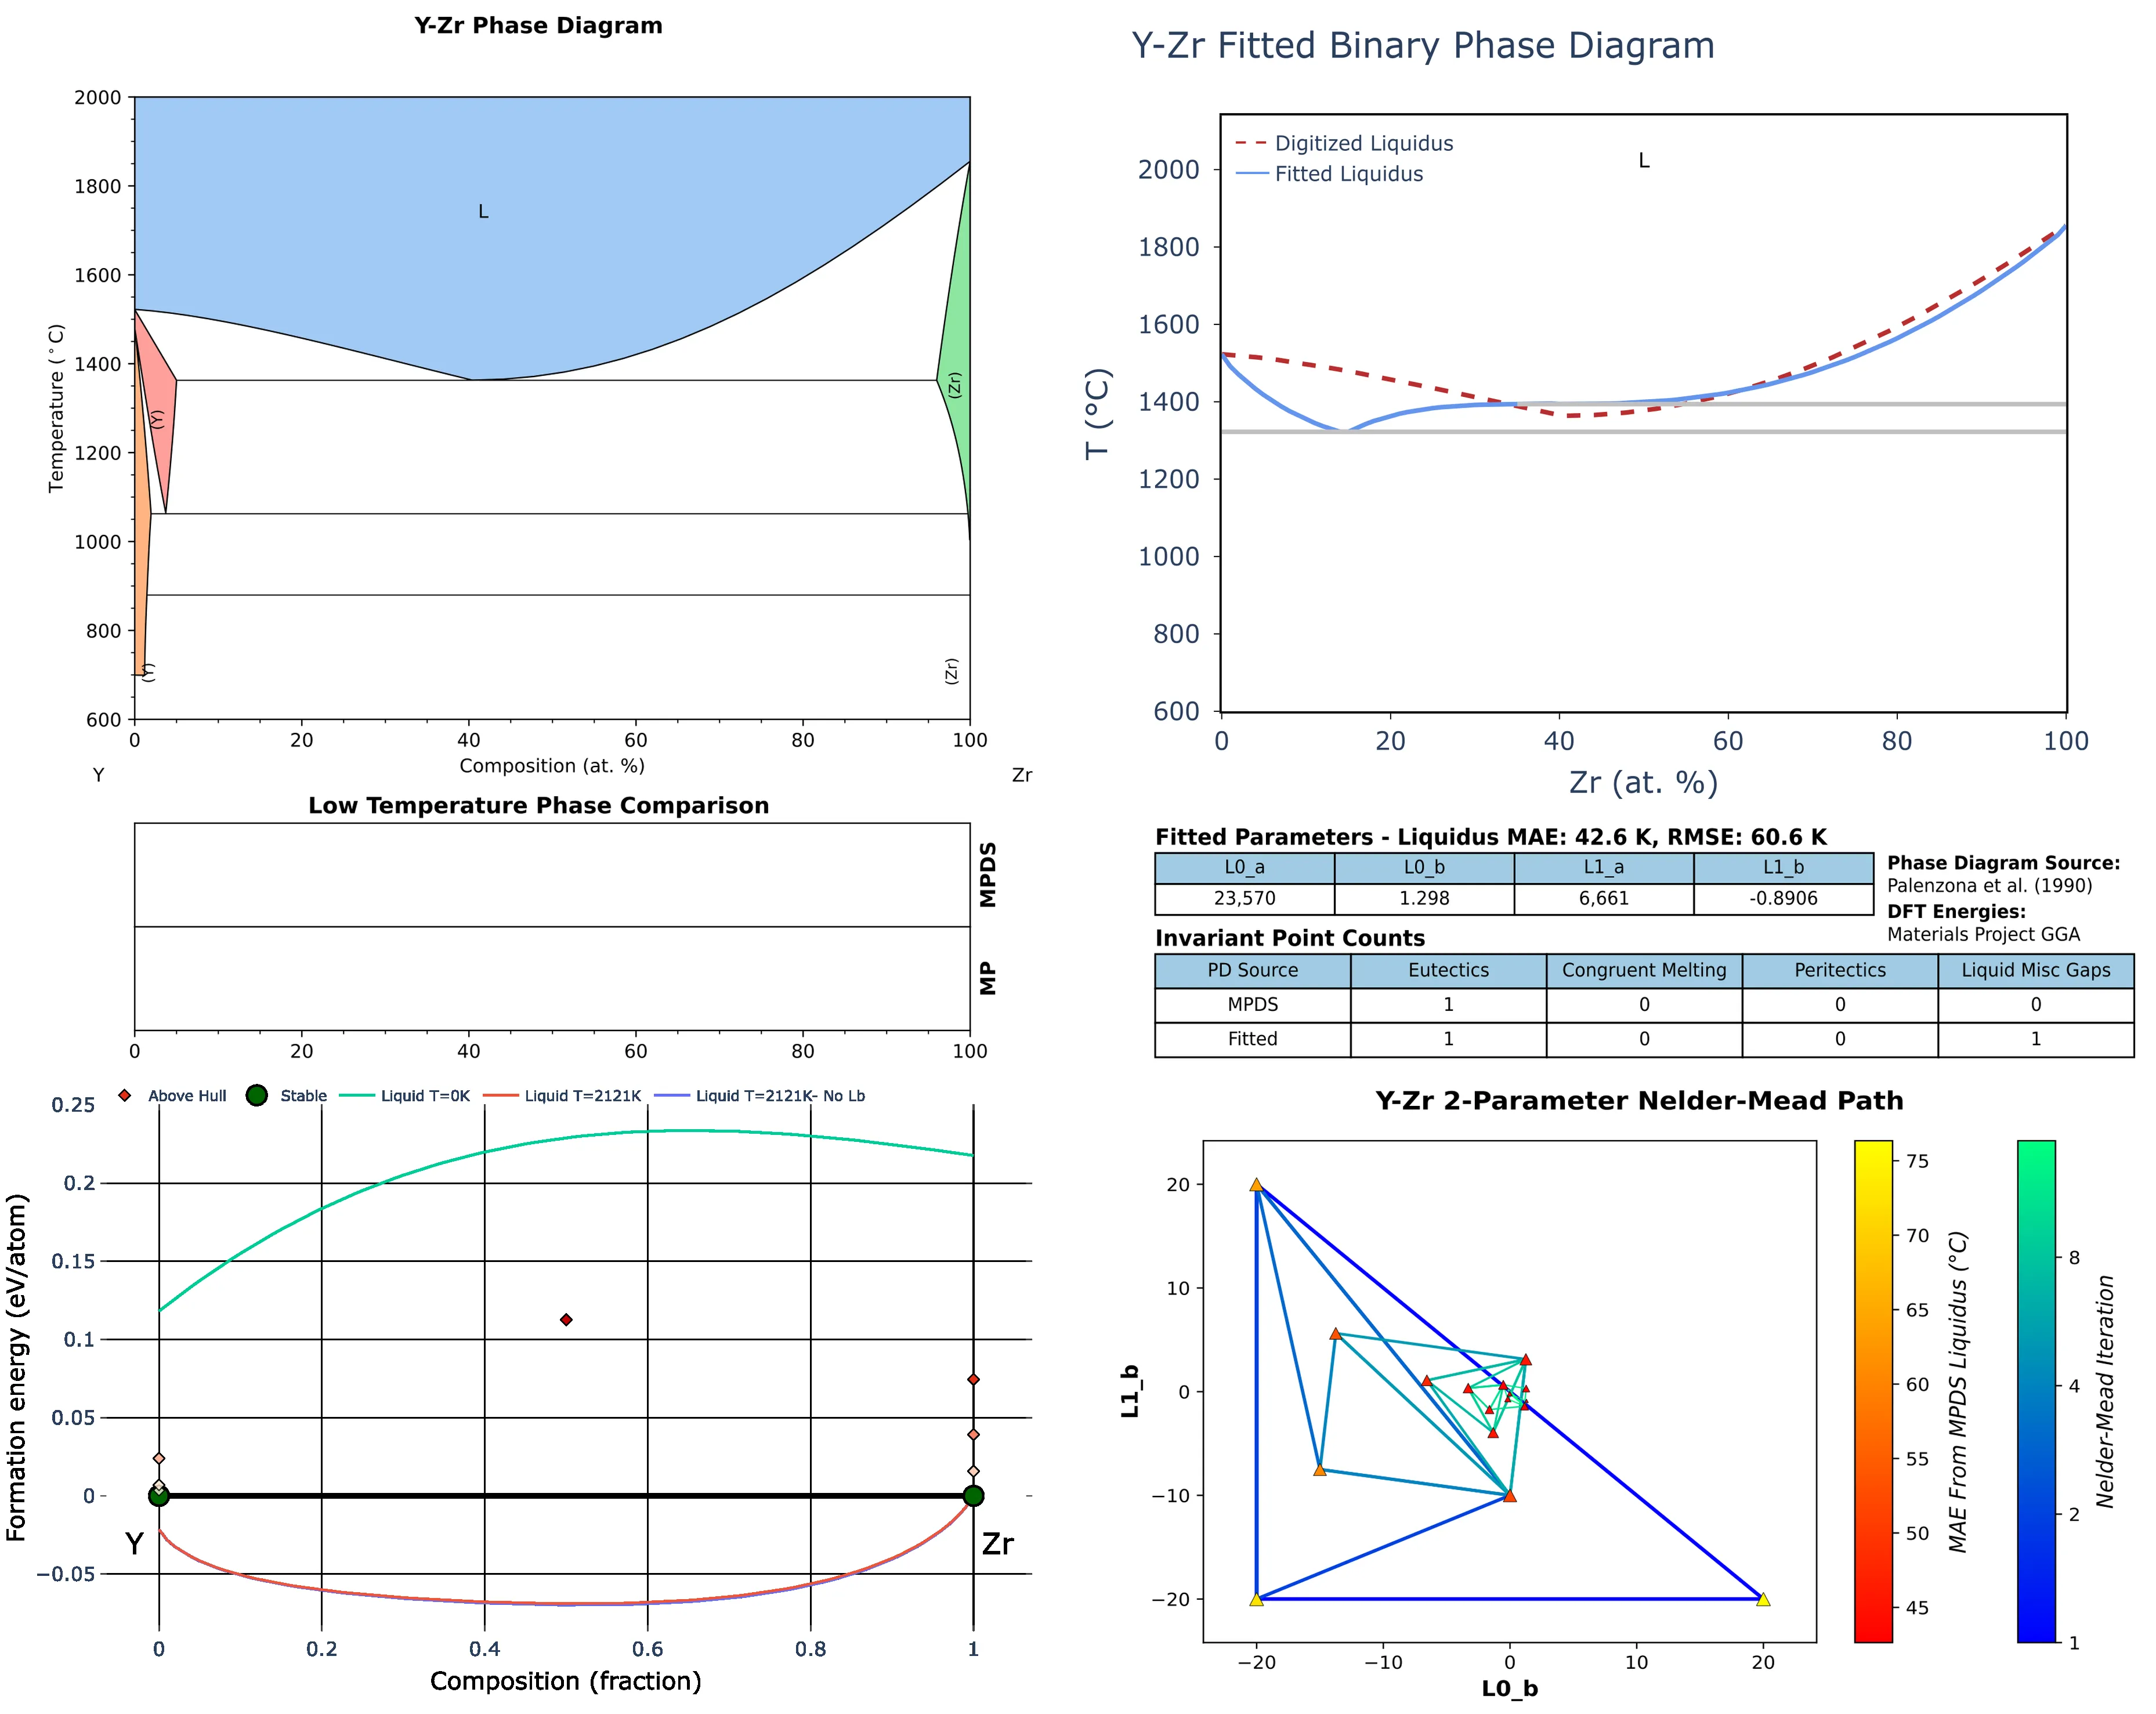 Y-Zr Phase Diagram
2000
1800
1600
1400
1200
1000
800
600
Temperature (°C)
L
(Y)
(Zr)
(Y)
(Zr)
0 20 40 60 80 100
Composition (at. %)
Y Zr
Low Temperature Phase Comparison
MPDS
MP
0 20 40 60 80 100
Y-Zr Fitted Binary Phase Diagram
Digitized Liquidus
Fitted Liquidus
L
2000
1800
1600
1400
1200
1000
800
600
T (°C)
0 20 40 60 80 100
Zr (at. %)
Fitted Parameters - Liquidus MAE: 42.6 K, RMSE: 60.6 K
L0_a L0_b L1_a L1_b
23,570 1.298 6,661 -0.8906
Phase Diagram Source:
Palenzona et al. (1990)
DFT Energies:
Materials Project GGA
Invariant Point Counts
PD Source Eutectics Congruent Melting Peritectics Liquid Misc Gaps
MPDS 1 0 0 0
Fitted 1 0 0 1
Above Hull Stable Liquid T=0K Liquid T=2121K Liquid T=2121K- No Lb
0.25
0.2
0.15
0.1
0.05
0
−0.05
Formation energy (eV/atom)
Y Zr
0 0.2 0.4 0.6 0.8 1
Composition (fraction)
Y-Zr 2-Parameter Nelder-Mead Path
20
10
0
−10
−20
L1_b
−20 −10 0 10 20
L0_b
75
70
65
60
55
50
45
MAE From MPDS Liquidus (°C)
8
4
2
1
Nelder-Mead Iteration